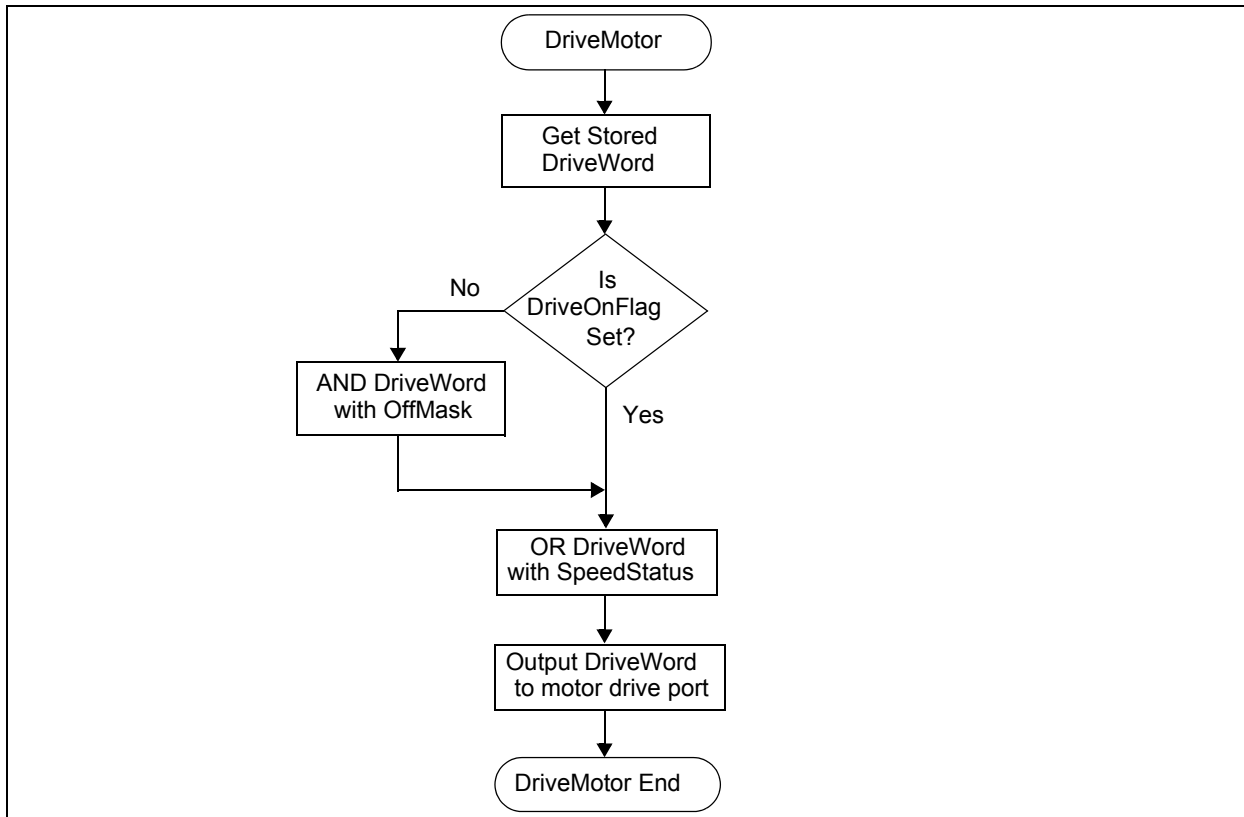 DriveMotor
Get Stored
DriveWord
Is
DriveOnFlag
Set?
No
AND DriveWord
with OffMask
Yes
OR DriveWord
with SpeedStatus
Output DriveWord
to motor drive port
DriveMotor End